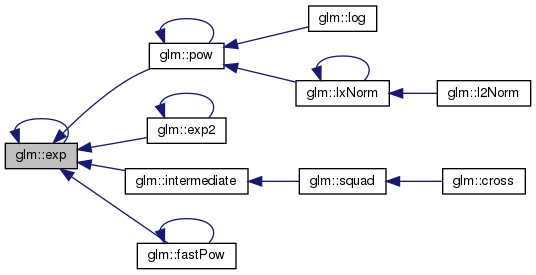 glm::log
glm::pow
glm::lxNorm
glm::l2Norm
glm::exp2
glm::exp
glm::intermediate
glm::squad
glm::cross
glm::fastPow